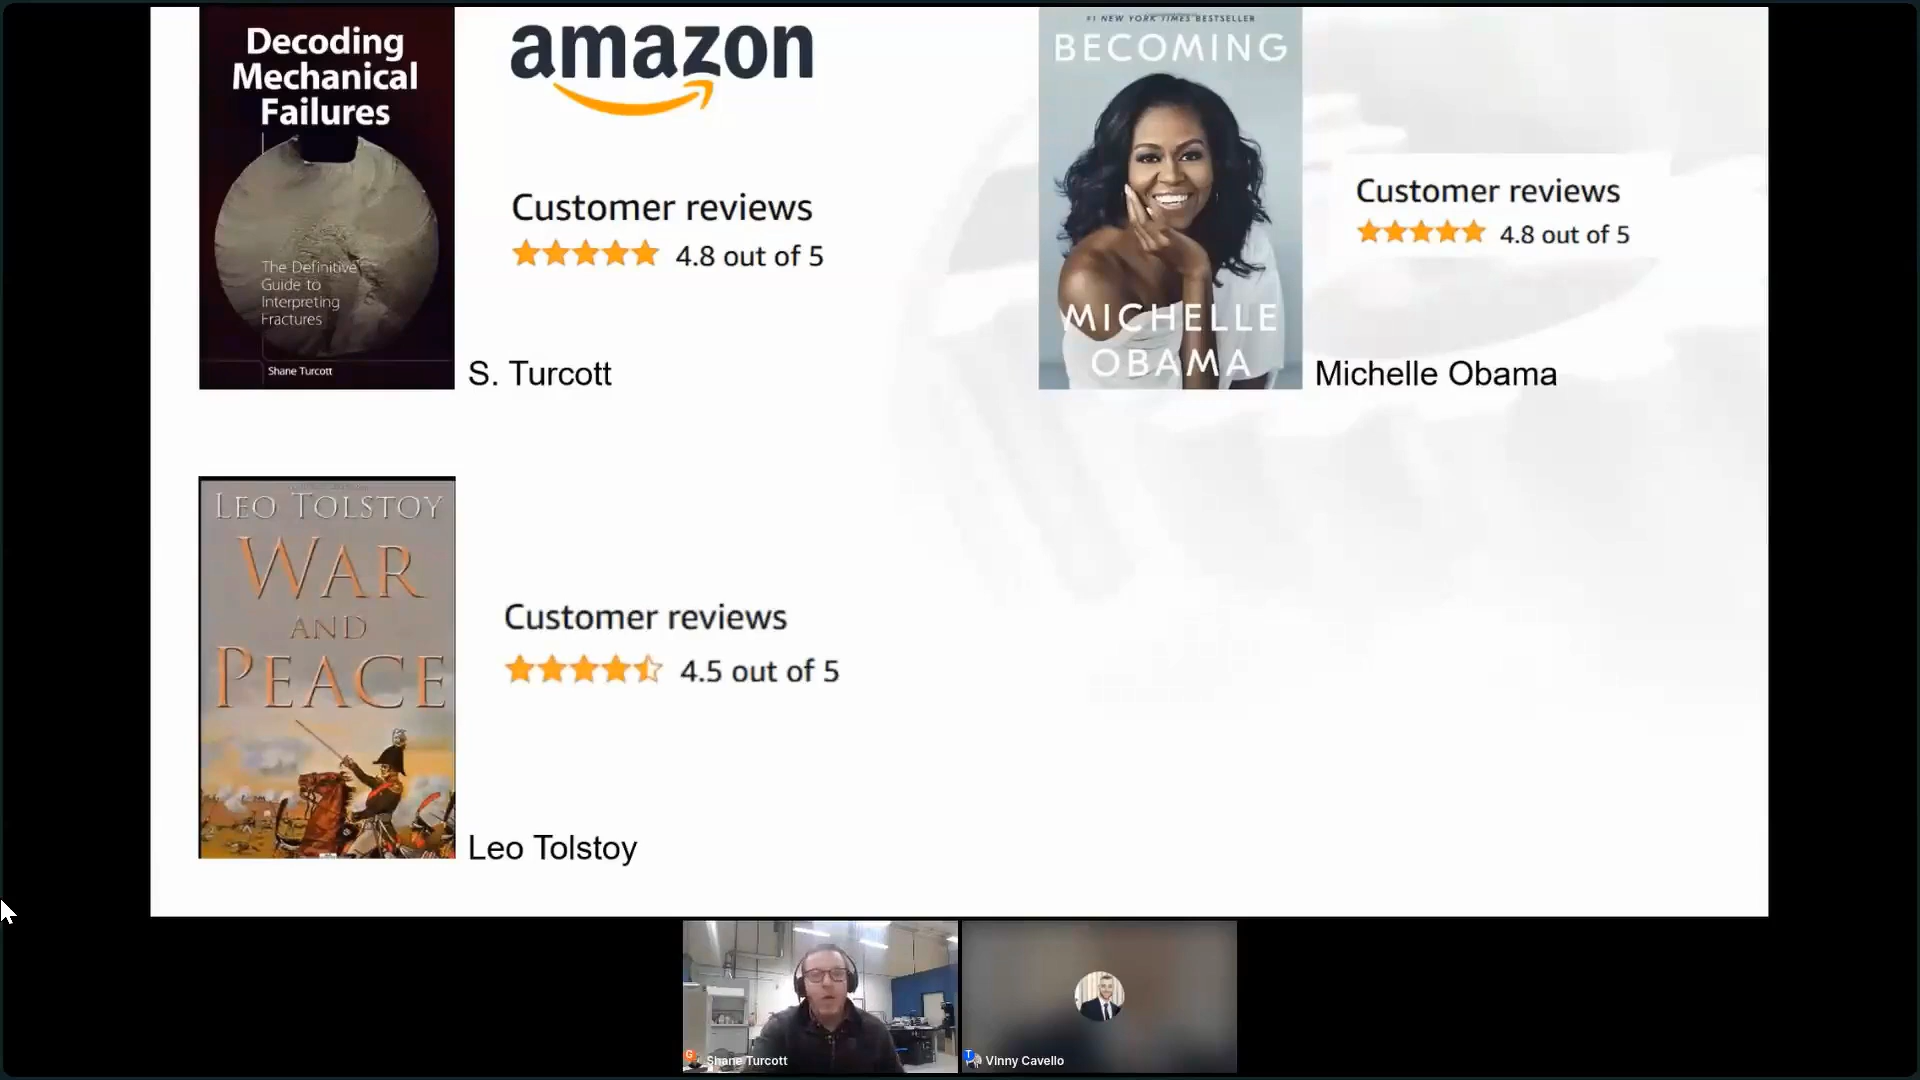 Decoding
Mechanical
Failures
The Definitive
Guide to
Interpreting
Fractures
Shane Turcott
S. Turcott
amazon
Customer reviews
4.8 out of 5
#1 NEW YORK TIMES BESTSELLER
BECOMING
MICHELLE
OBAMA
Michelle Obama
Customer reviews
4.8 out of 5
LEO TOLSTOY
WAR
AND
PEACE
Leo Tolstoy
Customer reviews
4.5 out of 5
G
Shane Turcott
T
Vinny Cavello